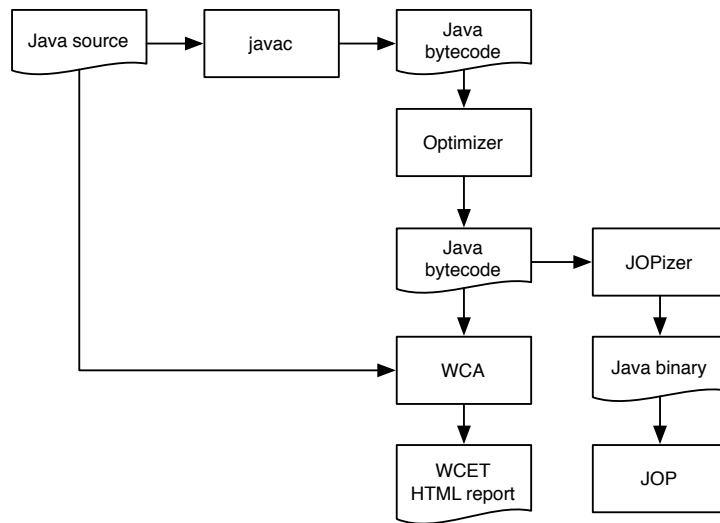 Java source
javac
Java
bytecode
Optimizer
Java
bytecode
JOPizer
WCA
Java binary
WCET
HTML report
JOP